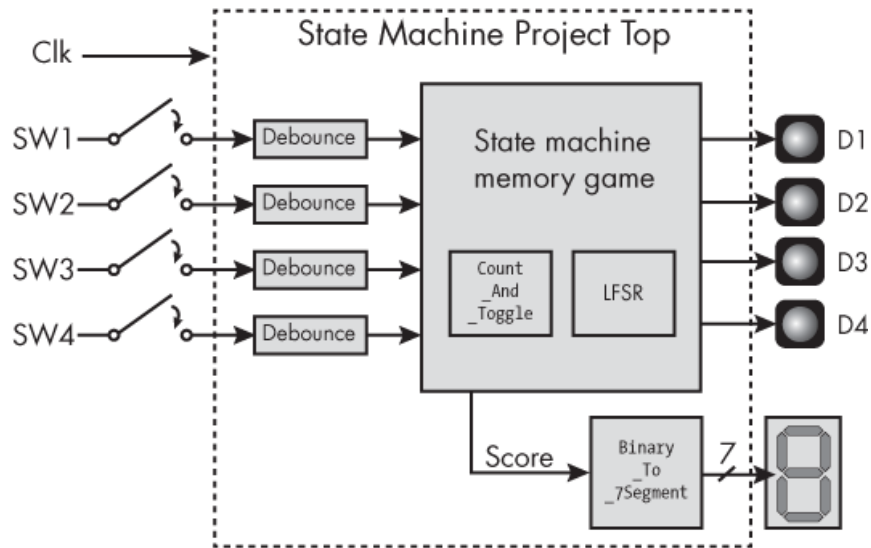 State Machine Project Top
Clk
SW1
Debounce
SW2
Debounce
SW3
Debounce
SW4
Debounce
State machine
memory game
Count
_And
_Toggle
LFSR
D1
D2
D3
D4
Score
Binary
_To
_7Segment
7